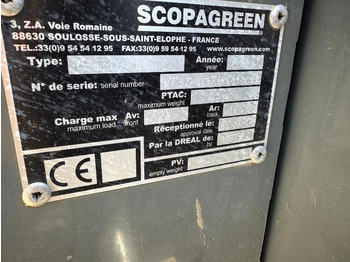 SCOPAGREEN
3, Z.A. Voie Romaine
88630 SOULOSSE-SOUS-SAINT-ELOPHE - FRANCE
TEL:33(0)9 54 54 12 95 FAX:33(0)9 59 54 12 95 www.scopagreen.com
Type: Année: year
N° de serie: serial number
PTAC: maximum weight
Charge max maximum load Av: front Ar: back
Réceptionné le: approval date
Par la DREAL de: by
CE PV: empty weight